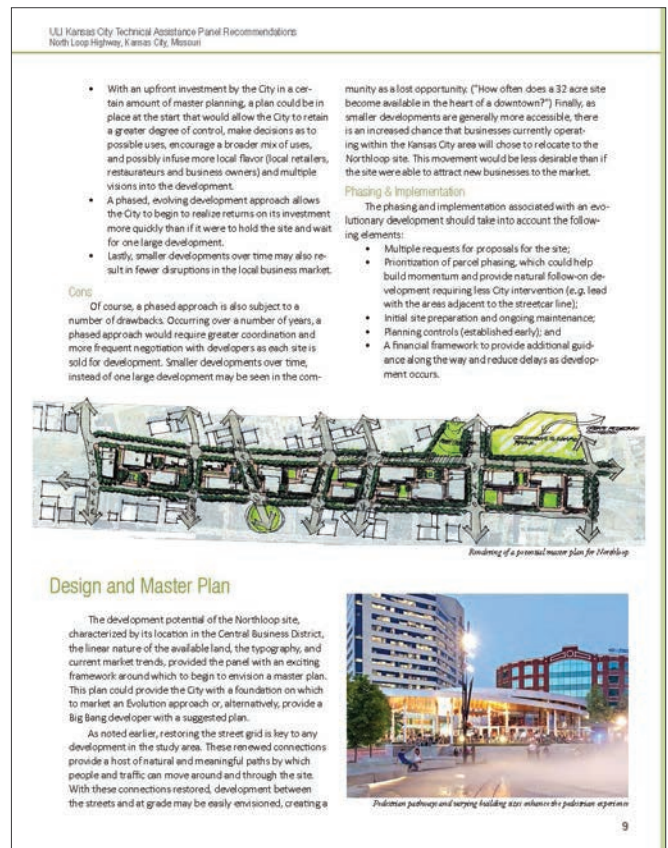 ULI Kansas City Technical Assistance Panel Recommendations
North Loop Highway, Kansas City, Missouri
• With an upfront investment by the City in a cer-
tain amount of master planning, a plan could be in
place at the start that would allow the City to retain
a greater degree of control, make decisions as to
possible uses, encourage a broader mix of uses,
and possibly infuse more local flavor (local retailers,
restaurateurs and business owners) and multiple
visions into the development.
• A phased, evolving development approach allows
the City to begin to realize returns on its investment
more quickly than if it were to hold the site and wait
for one large development.
• Lastly, smaller developments over time may also re-
sult in fewer disruptions in the local business market.
Cons
Of course, a phased approach is also subject to a
number of drawbacks. Occurring over a number of years, a
phased approach would require greater coordination and
more frequent negotiation with developers as each site is
sold for development. Smaller developments over time,
instead of one large development may be seen in the com-
munity as a lost opportunity. ("How often does a 32 acre site
become available in the heart of a downtown?") Finally, as
smaller developments are generally more accessible, there
is an increased chance that businesses currently operat-
ing within the Kansas City area will chose to relocate to the
Northloop site. This movement would be less desirable than if
the site were able to attract new businesses to the market.
Phasing & Implementation
The phasing and implementation associated with an evo-
lutionary development should take into account the follow-
ing elements:
• Multiple requests for proposals for the site;
• Prioritization of parcel phasing, which could help
build momentum and provide natural follow-on de-
velopment requiring less City intervention (e.g. lead
with the areas adjacent to the streetcar line);
• Initial site preparation and ongoing maintenance;
• Planning controls (established early); and
• A financial framework to provide additional guid-
ance along the way and reduce delays as develop-
ment occurs.
Rendering of a potential master plan for Northloop
Design and Master Plan
The development potential of the Northloop site,
characterized by its location in the Central Business District,
the linear nature of the available land, the typography, and
current market trends, provided the panel with an exciting
framework around which to begin to envision a master plan.
This plan could provide the City with a foundation on which
to market an Evolution approach or, alternatively, provide a
Big Bang developer with a suggested plan.
As noted earlier, restoring the street grid is key to any
development in the study area. These renewed connections
provide a host of natural and meaningful paths by which
people and traffic can move around and through the site.
With these connections restored, development between
the streets and at grade may be easily envisioned, creating a
Pedestrian pathways and varying building sizes enhance the pedestrian experience
9